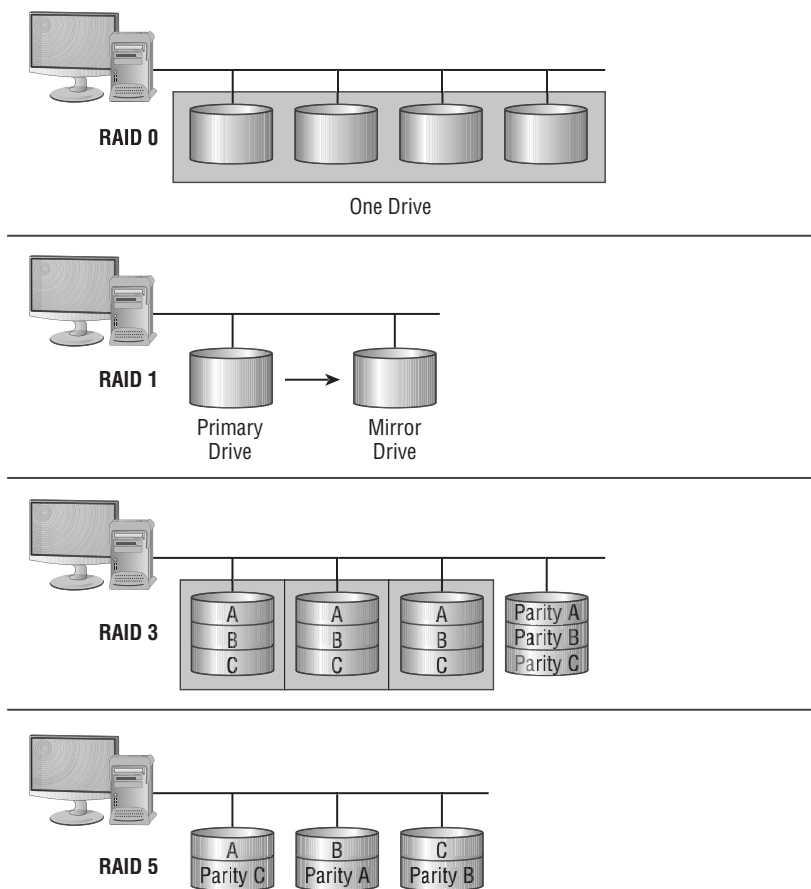 RAID 0
One Drive
RAID 1
Primary
Drive
Mirror
Drive
RAID 3
A
B
C
A
B
C
A
B
C
Parity A
Parity B
Parity C
RAID 5
A
Parity C
B
Parity A
C
Parity B